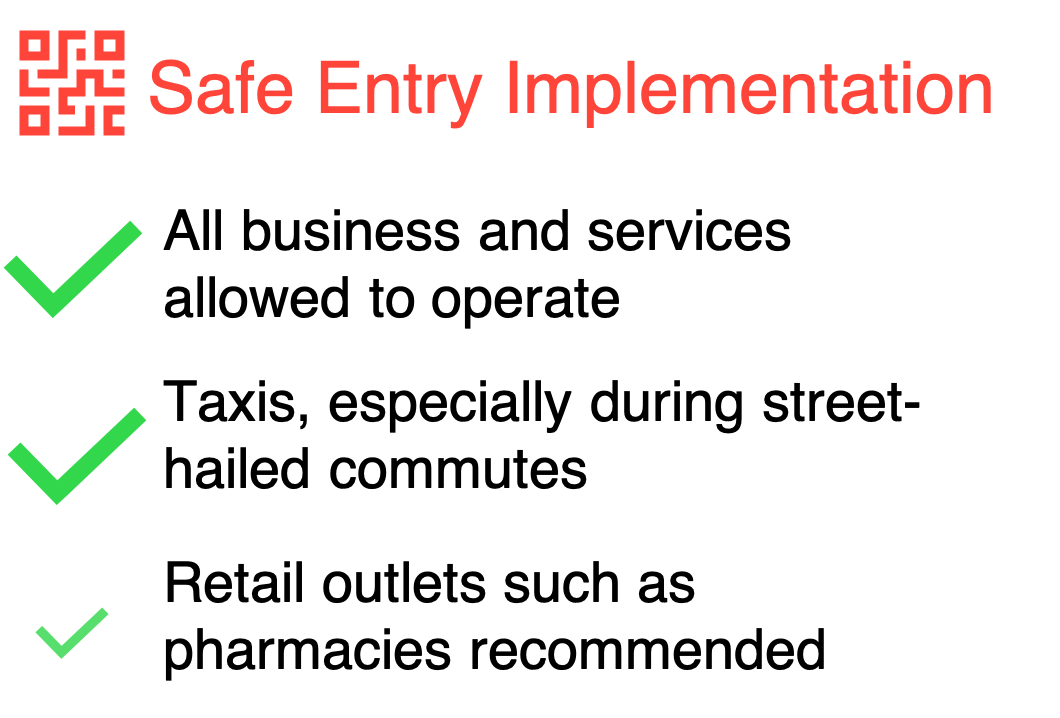 Safe Entry Implementation
All business and services
allowed to operate
Taxis, especially during street-
hailed commutes
Retail outlets such as
pharmacies recommended